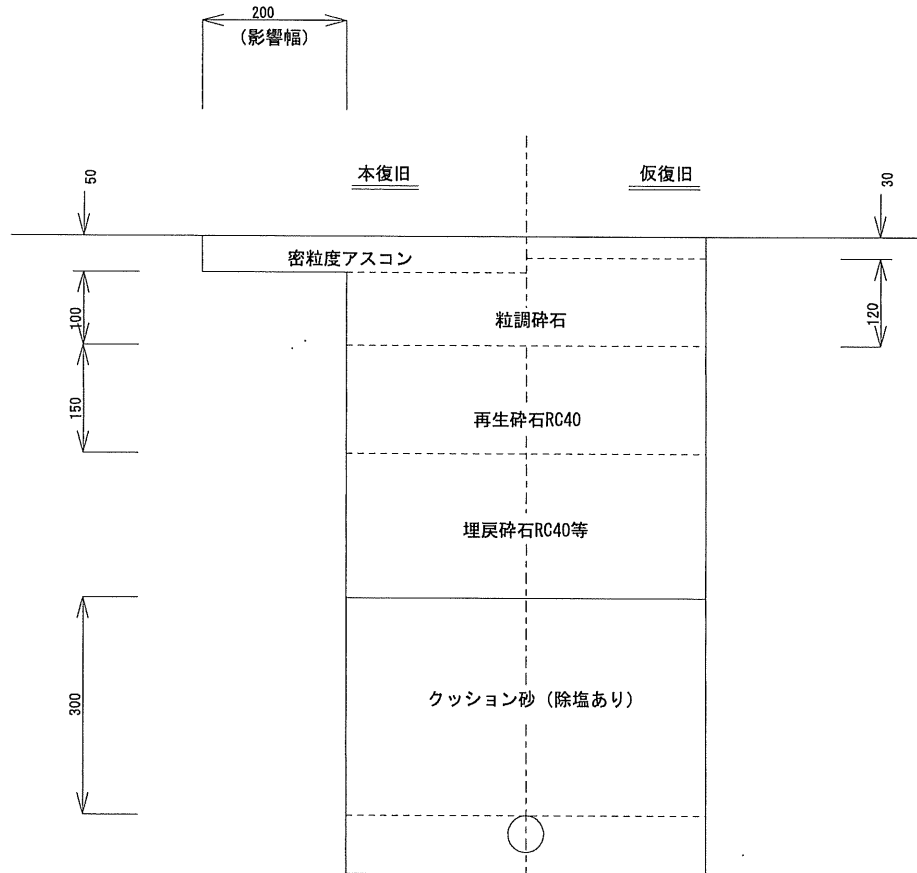 200
(影響幅)
本復旧
仮復旧
50
30
密粒度アスコン
100
粒調砕石
120
150
再生砕石RC40
埋戻砕石RC40等
300
クッション砂（除塩あり）